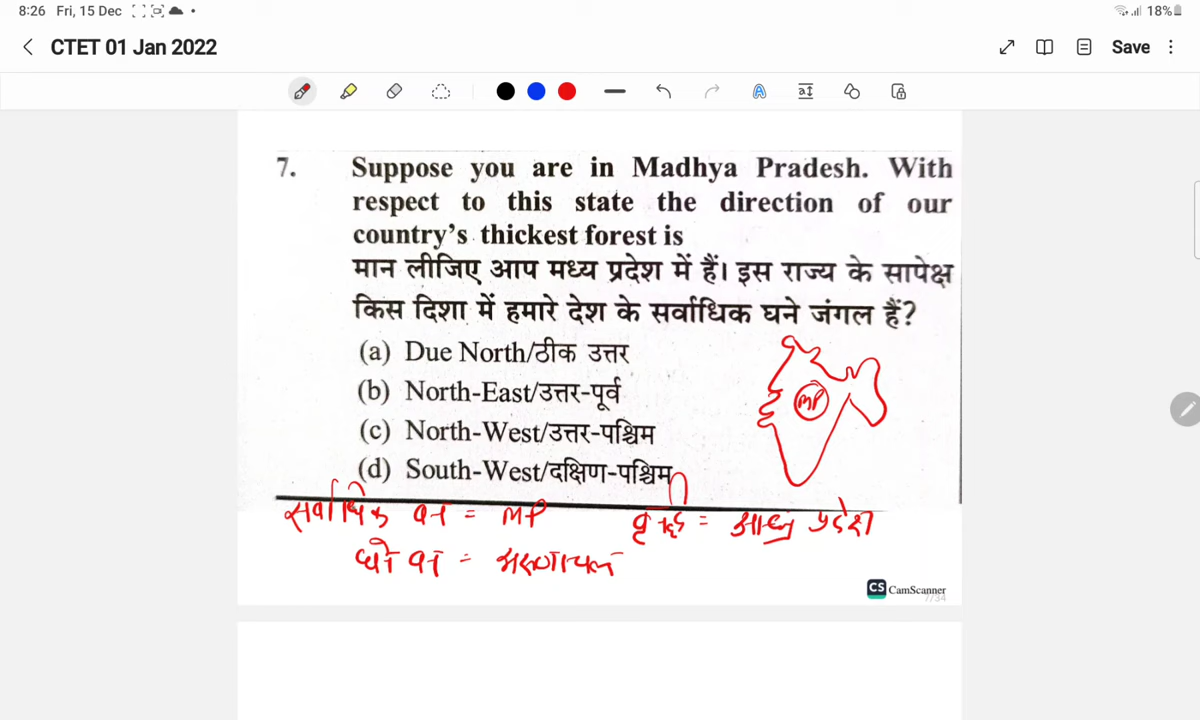 8:26 Fri, 15 Dec
18%
CTET 01 Jan 2022
Save
7. Suppose you are in Madhya Pradesh. With
respect to this state the direction of our
country's thickest forest is
मान लीजिए आप मध्य प्रदेश में हैं। इस राज्य के सापेक्ष
किस दिशा में हमारे देश के सर्वाधिक घने जंगल हैं?
(a) Due North/ठीक उत्तर
(b) North-East/उत्तर-पूर्व
(c) North-West/उत्तर-पश्चिम
(d) South-West/दक्षिण-पश्चिम
MP
सर्वाधिक वन = MP
वृद्धि = आन्ध्र प्रदेश
घने वन = अरुणाचल
CS CamScanner
7/34